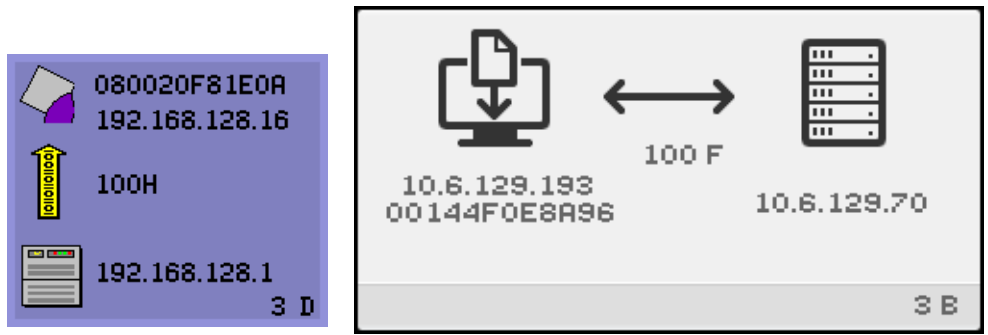 080020F81E0A
192.168.128.16
100H
192.168.128.1
3 D
100 F
10.6.129.193
00144F0E8A96
10.6.129.70
3 B